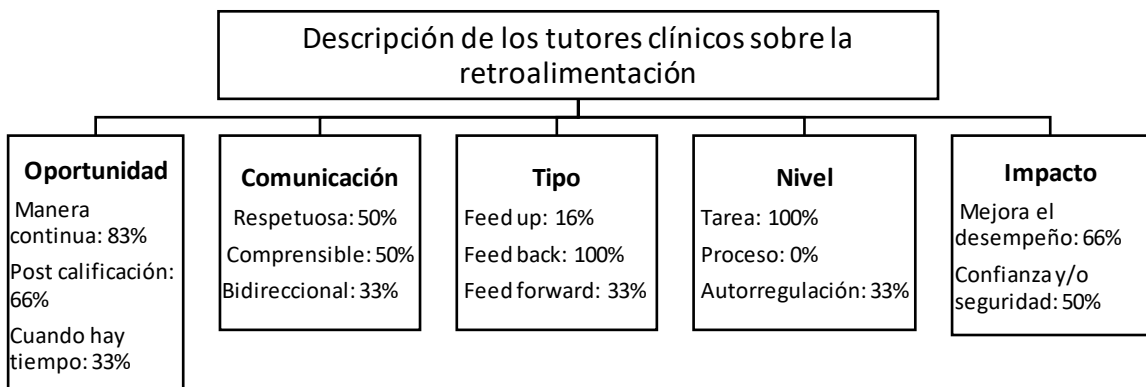 Descripción de los tutores clínicos sobre la
retroalimentación
Oportunidad
Manera
continua: 83%
Post calificación:
66%
Cuando hay
tiempo: 33%
Comunicación
Respetuosa: 50%
Comprensible: 50%
Bidireccional: 33%
Tipo
Feed up: 16%
Feed back: 100%
Feed forward: 33%
Nivel
Tarea: 100%
Proceso: 0%
Autorregulación: 33%
Impacto
Mejora el
desempeño: 66%
Confianza y/o
seguridad: 50%